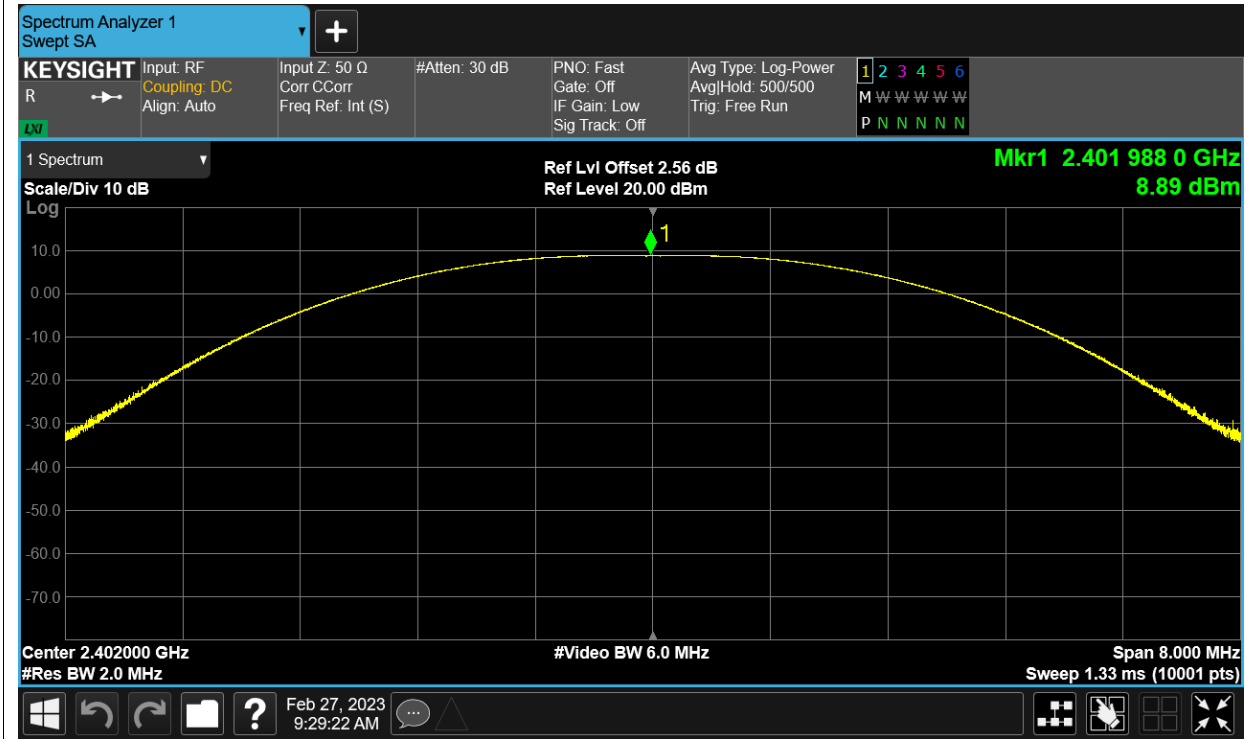 Spectrum Analyzer 1
Swept SA
KEYSIGHT
R
LXI
Input: RF
Coupling: DC
Align: Auto
Input Z: 50 Ω
Corr CCorr
Freq Ref: Int (S)
#Atten: 30 dB
PNO: Fast
Gate: Off
IF Gain: Low
Sig Track: Off
Avg Type: Log-Power
Avg|Hold: 500/500
Trig: Free Run
1 2 3 4 5 6
M W W W W W
P N N N N N
1 Spectrum
Scale/Div 10 dB
Log
Ref Lvl Offset 2.56 dB
Ref Level 20.00 dBm
Mkr1 2.401 988 0 GHz
8.89 dBm
1
10.0
0.00
-10.0
-20.0
-30.0
-40.0
-50.0
-60.0
-70.0
Center 2.402000 GHz
#Video BW 6.0 MHz
Span 8.000 MHz
#Res BW 2.0 MHz
Sweep 1.33 ms (10001 pts)
?
Feb 27, 2023
9:29:22 AM